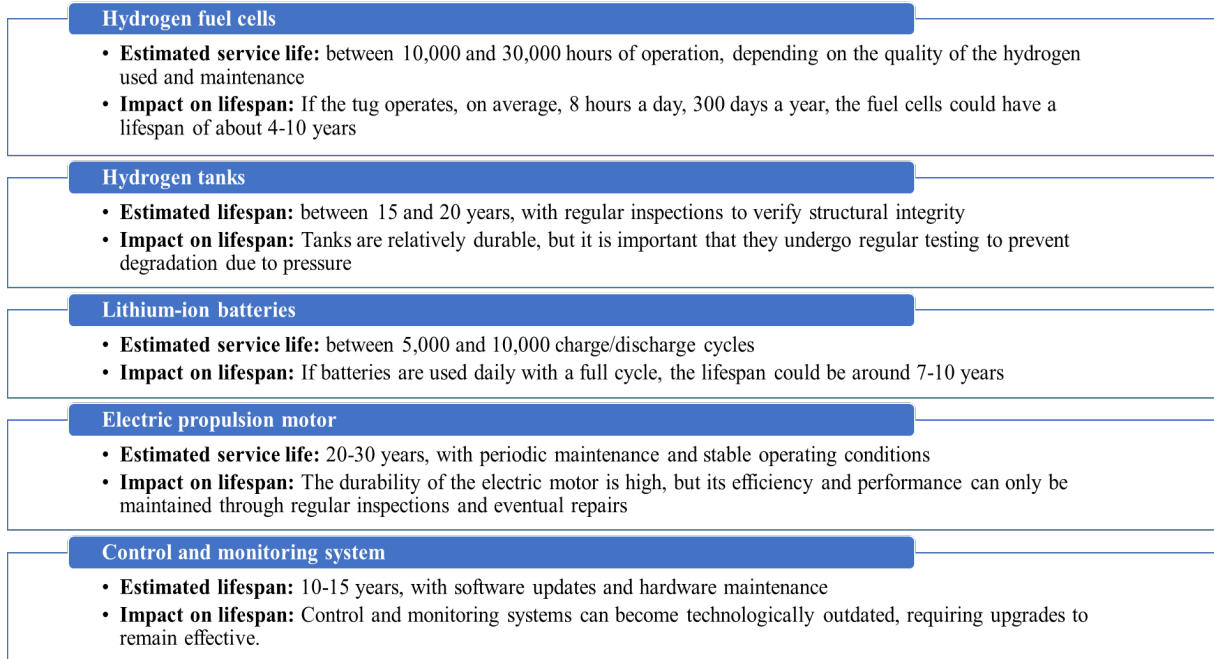 Hydrogen fuel cells
• Estimated service life: between 10,000 and 30,000 hours of operation, depending on the quality of the hydrogen
used and maintenance
• Impact on lifespan: If the tug operates, on average, 8 hours a day, 300 days a year, the fuel cells could have a
lifespan of about 4-10 years
Hydrogen tanks
• Estimated lifespan: between 15 and 20 years, with regular inspections to verify structural integrity
• Impact on lifespan: Tanks are relatively durable, but it is important that they undergo regular testing to prevent
degradation due to pressure
Lithium-ion batteries
• Estimated service life: between 5,000 and 10,000 charge/discharge cycles
• Impact on lifespan: If batteries are used daily with a full cycle, the lifespan could be around 7-10 years
Electric propulsion motor
• Estimated service life: 20-30 years, with periodic maintenance and stable operating conditions
• Impact on lifespan: The durability of the electric motor is high, but its efficiency and performance can only be
maintained through regular inspections and eventual repairs
Control and monitoring system
• Estimated lifespan: 10-15 years, with software updates and hardware maintenance
• Impact on lifespan: Control and monitoring systems can become technologically outdated, requiring upgrades to
remain effective.